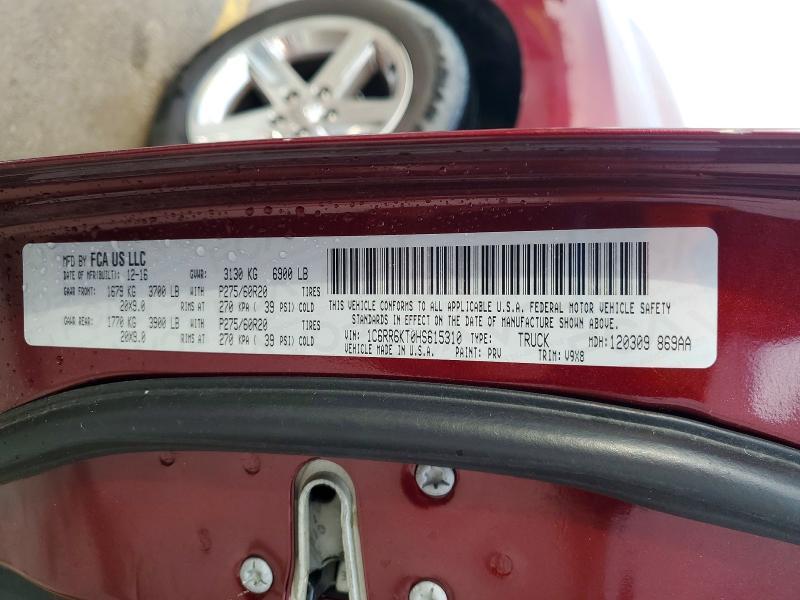 MFD BY FCA US LLC
DATE OF MFR(BUILT): 12-16 GVWR: 3130 KG 6900 LB
GAWR FRONT: 1679 KG 3700 LB WITH P275/60R20 TIRES
20X9.0 RIMS AT 270 KPA ( 39 PSI) COLD
GAWR REAR: 1770 KG 3900 LB WITH P275/60R20 TIRES
20X9.0 RIMS AT 270 KPA ( 39 PSI) COLD
THIS VEHICLE CONFORMS TO ALL APPLICABLE U.S.A. FEDERAL MOTOR VEHICLE SAFETY
STANDARDS IN EFFECT ON THE DATE OF MANUFACTURE SHOWN ABOVE.
VIN: 1C6RR6KT0HS615310 TYPE: TRUCK MDH: 120309 869AA
VEHICLE MADE IN U.S.A. PAINT: PRV TRIM: V9X8